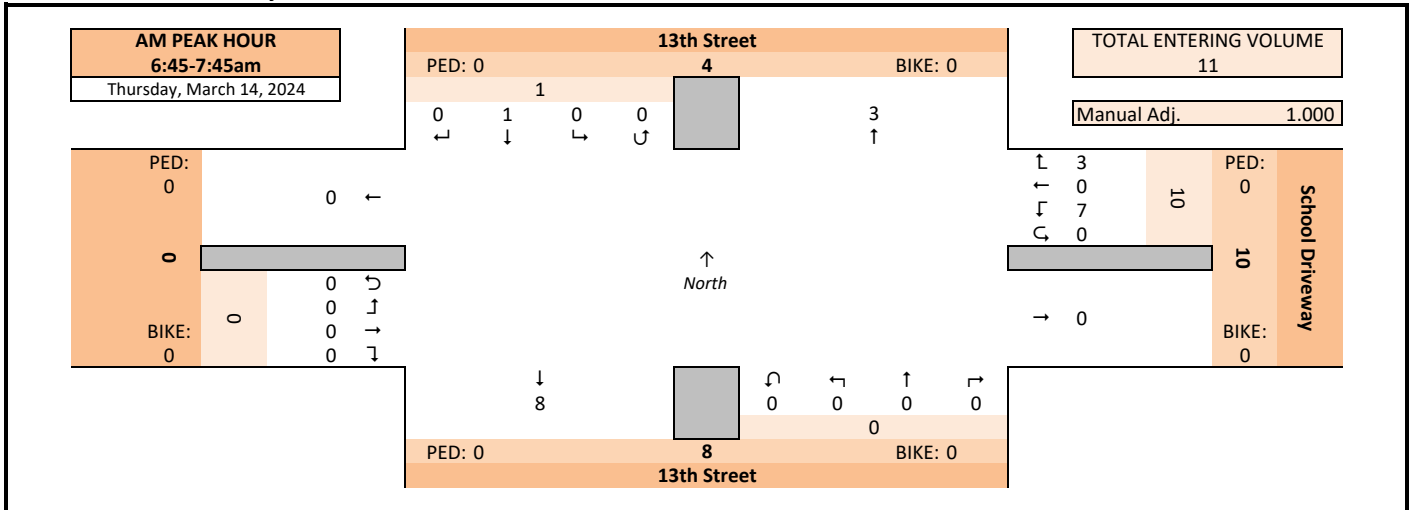 AM PEAK HOUR
6:45-7:45am
Thursday, March 14, 2024
13th Street
PED: 0 4 BIKE: 0
1
0 1 0 0
↵ ↓ ↳ ⮍
3
↑
TOTAL ENTERING VOLUME
11
Manual Adj. 1.000
PED:
0
0
BIKE:
0
0
0 ←
0 ⮌
0 ⮥
0 →
0 ⮧
↑
North
↰ 3
← 0
↲ 7
⮎ 0
10
→ 0
PED:
0
10
BIKE:
0
School Driveway
↓
8
⮏ ↰ ↑ ↱
0 0 0 0
0
PED: 0 8 BIKE: 0
13th Street